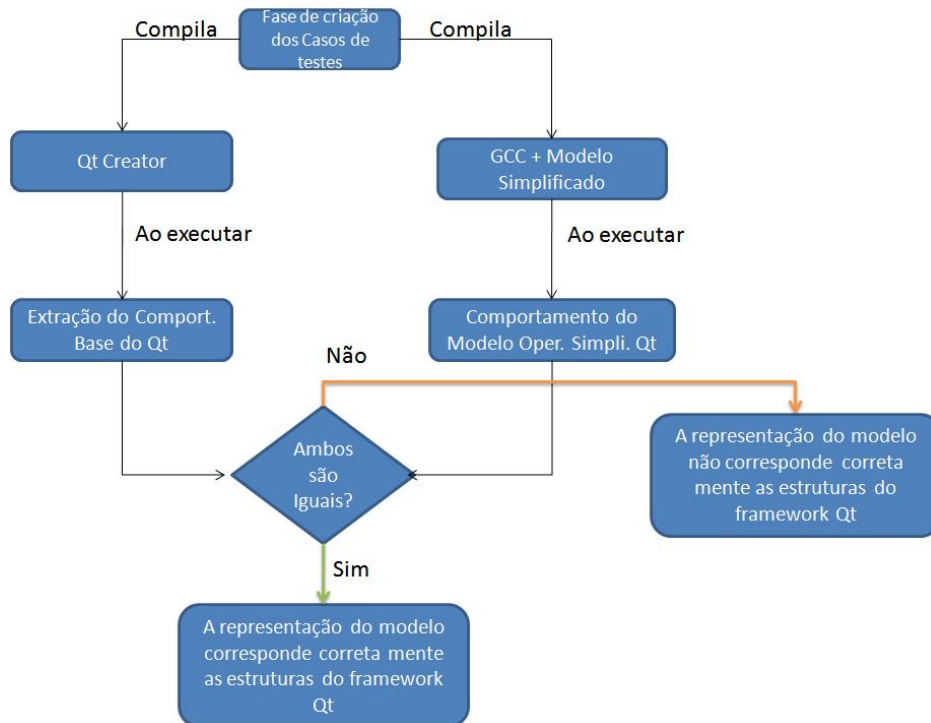 Fase de criação
dos Casos de
testes
Compila
Compila
Qt Creator
GCC + Modelo
Simplificado
Ao executar
Ao executar
Extração do Comport.
Base do Qt
Comportamento do
Modelo Oper. Simpli. Qt
Não
Ambos
são
Iguais?
A representação do modelo
não corresponde correta
mente as estruturas do
framework Qt
Sim
A representação do modelo
corresponde correta mente
as estruturas do framework
Qt